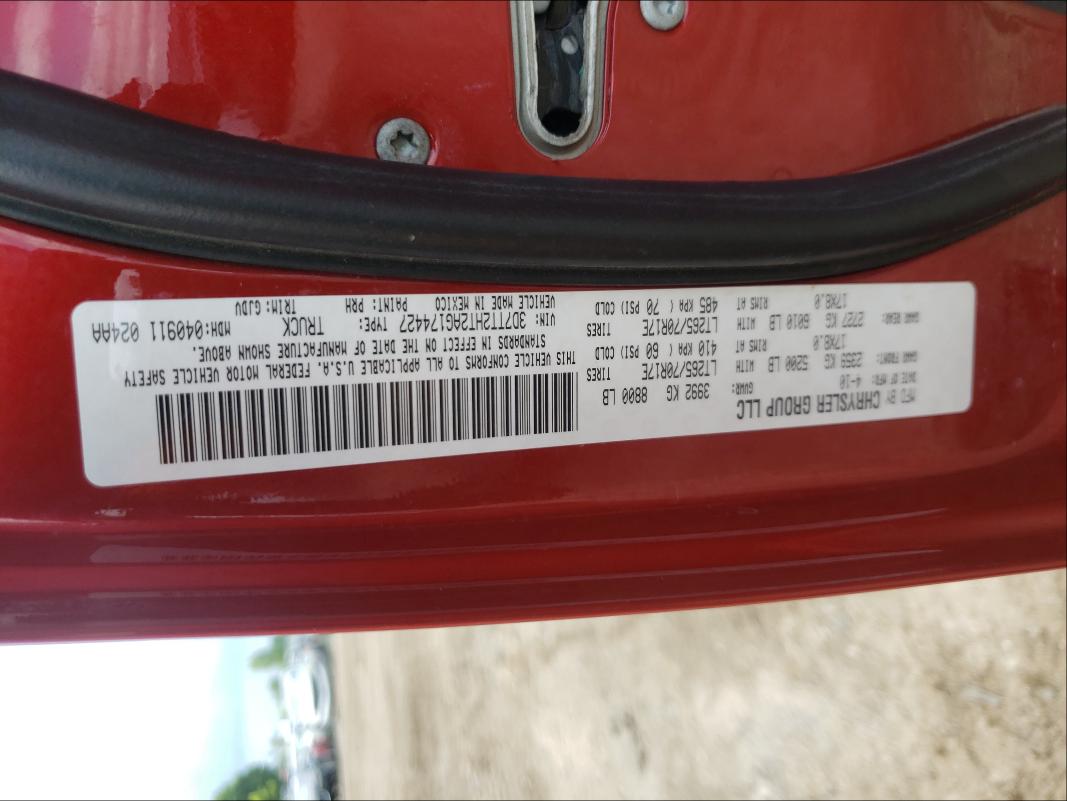 MFD BY CHRYSLER GROUP LLC
DATE OF MFR: 4-10 GVWR: 3992 KG 8800 LB
GAWR FRONT: WITH TIRES
2359 KG 5200 LB LT265/70R17E
RIMS AT
17X8.0 410 KPA ( 60 PSI) COLD
GAWR REAR: WITH TIRES
2727 KG 6010 LB LT265/70R17E
RIMS AT
17X8.0 485 KPA ( 70 PSI) COLD
THIS VEHICLE CONFORMS TO ALL APPLICABLE U.S.A. FEDERAL MOTOR VEHICLE SAFETY
STANDARDS IN EFFECT ON THE DATE OF MANUFACTURE SHOWN ABOVE.
VIN: 3D7TT2HT2AG174427 TYPE: TRUCK MDH: 040911 024AA
VEHICLE MADE IN MEXICO PAINT: PRH TRIM: GJDV